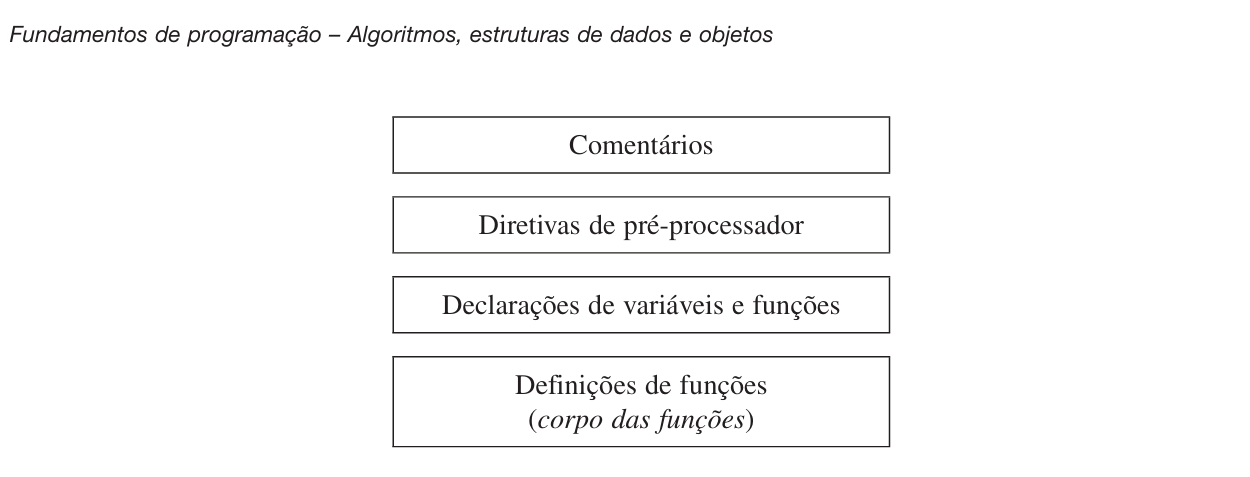 Fundamentos de programação – Algoritmos, estruturas de dados e objetos
Comentários
Diretivas de pré-processador
Declarações de variáveis e funções
Definições de funções
(corpo das funções)